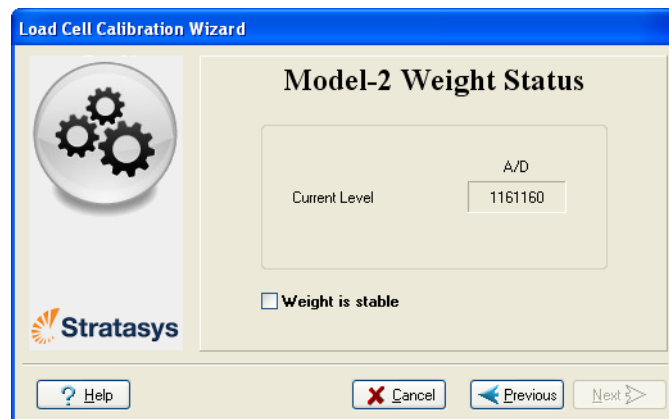 Load Cell Calibration Wizard
Model-2 Weight Status
A/D
Current Level 1161160
Weight is stable
Stratasys
? Help Cancel Previous Next